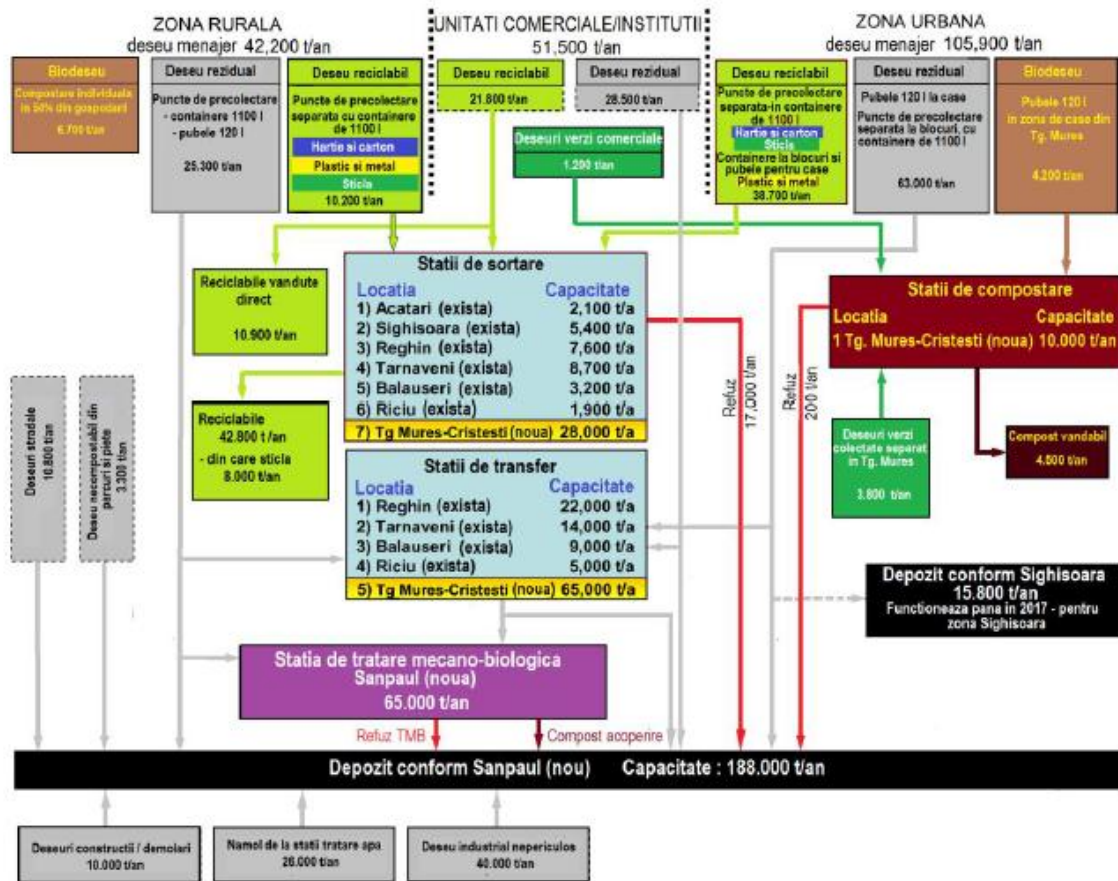 ZONA RURALA
deseu menajer 42,200 t/an
UNITATI COMERCIALE/INSTITUTII
51,500 t/an
ZONA URBANA
deseu menajer 105,900 t/an
Biodeseu
Compostare individuala
in 50% din gospodarii
6.700 t/an
Deseu rezidual
Puncte de precolectare
- containere 1100 l
- pubele 120 l
25.300 t/an
Deseu reciclabil
Puncte de precolectare
separata cu containere
de 1100 l
Hartie si carton
Plastic si metal
Sticla
10.200 t/an
Deseu reciclabil
21.800 t/an
Deseu rezidual
28.500 t/an
Deseuri verzi comerciale
1.200 t/an
Deseu reciclabil
Puncte de precolectare
separata-in containere
de 1100 l
Hartie si carton
Sticla
Containere la blocuri si
pubele pentru case
Plastic si metal
38.700 t/an
Deseu rezidual
Pubele 120 l la case
Puncte de precolectare
separata la blocuri, cu
containere de 1100 l
63.000 t/an
Biodeseu
Pubele 120 l
in zona de case din
Tg. Mures
4.200 t/an
Reciclabile vandute
direct
10.900 t/an
Statii de sortare
Locatia Capacitate
1) Acatari (exista) 2,100 t/a
2) Sighisoara (exista) 5,400 t/a
3) Reghin (exista) 7,600 t/a
4) Tarnaveni (exista) 8,700 t/a
5) Balauseri (exista) 3,200 t/a
6) Riciu (exista) 1,900 t/a
7) Tg Mures-Cristesti (noua) 28,000 t/a
Statii de compostare
Locatia Capacitate
1 Tg. Mures-Cristesti (noua) 10.000 t/an
Refuz
17.000 t/an
Refuz
200 t/an
Reciclabile
42.800 t/an
- din care sticla
8.000 t/an
Deseuri stradale
10.800 t/an
Deseu necompostabil din
parcuri si piete
3.300 t/an
Deseuri verzi
colectate separat
in Tg. Mures
3.800 t/an
Compost vandabil
4.500 t/an
Statii de transfer
Locatia Capacitate
1) Reghin (exista) 22,000 t/a
2) Tarnaveni (exista) 14,000 t/a
3) Balauseri (exista) 9,000 t/a
4) Riciu (exista) 5,000 t/a
5) Tg Mures-Cristesti (noua) 65,000 t/a
Depozit conform Sighisoara
15.800 t/an
Functioneaza pana in 2017 - pentru
zona Sighisoara
Statia de tratare mecano-biologica
Sanpaul (noua)
65.000 t/an
Refuz TMB
Compost acoperire
Depozit conform Sanpaul (nou) Capacitate : 188.000 t/an
Deseuri constructii / demolari
10.000 t/an
Namol de la statii tratare apa
26.000 t/an
Deseu industrial nepericulos
40.000 t/an